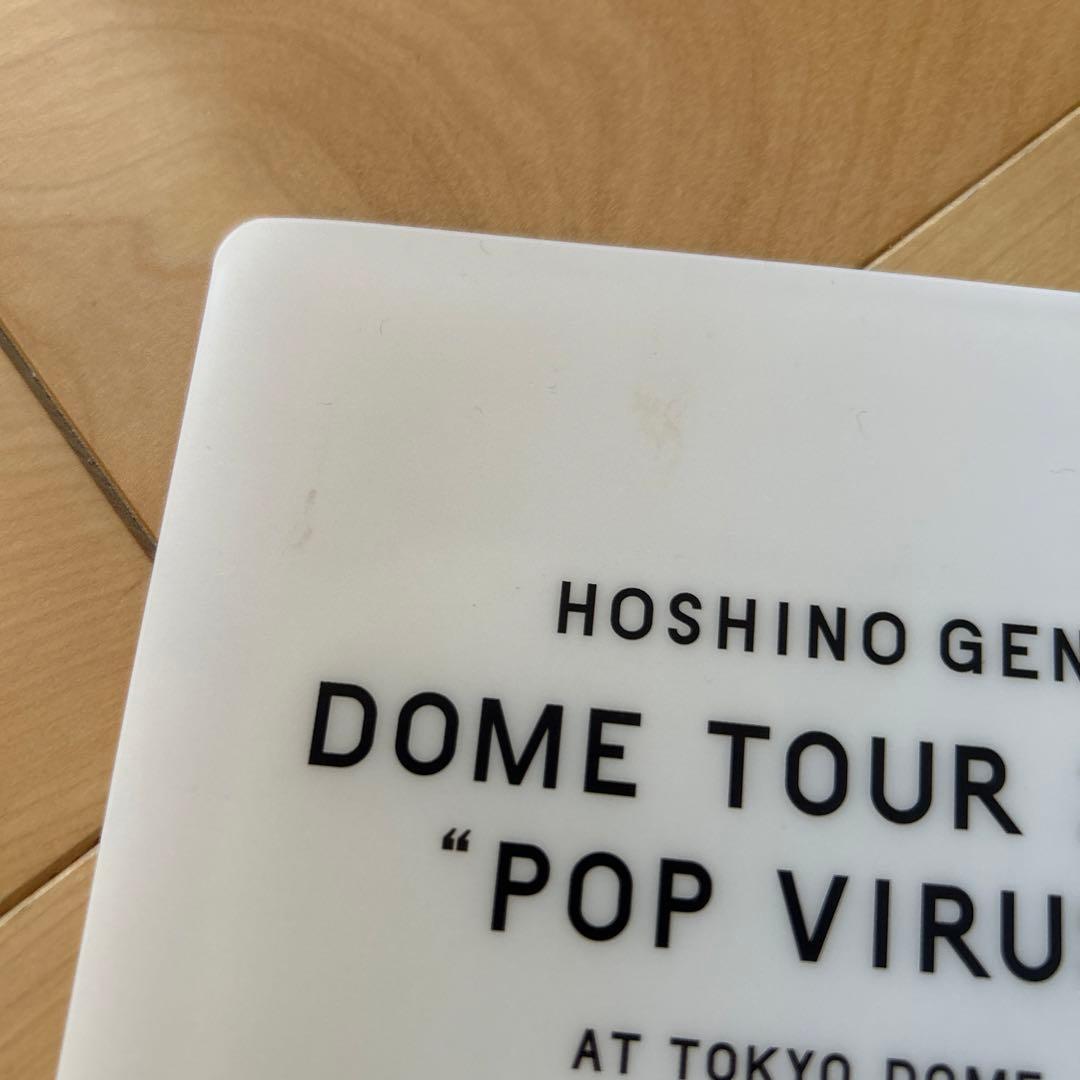 HOSHINO GEN
DOME TOUR
“POP VIRU
AT TOKYO DOME